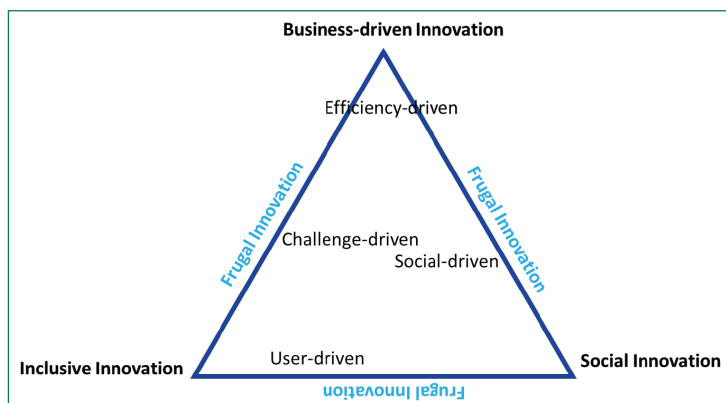 Business-driven Innovation
Efficiency-driven
Frugal Innovation
Frugal Innovation
Challenge-driven
Social-driven
User-driven
Inclusive Innovation
Social Innovation
Frugal Innovation